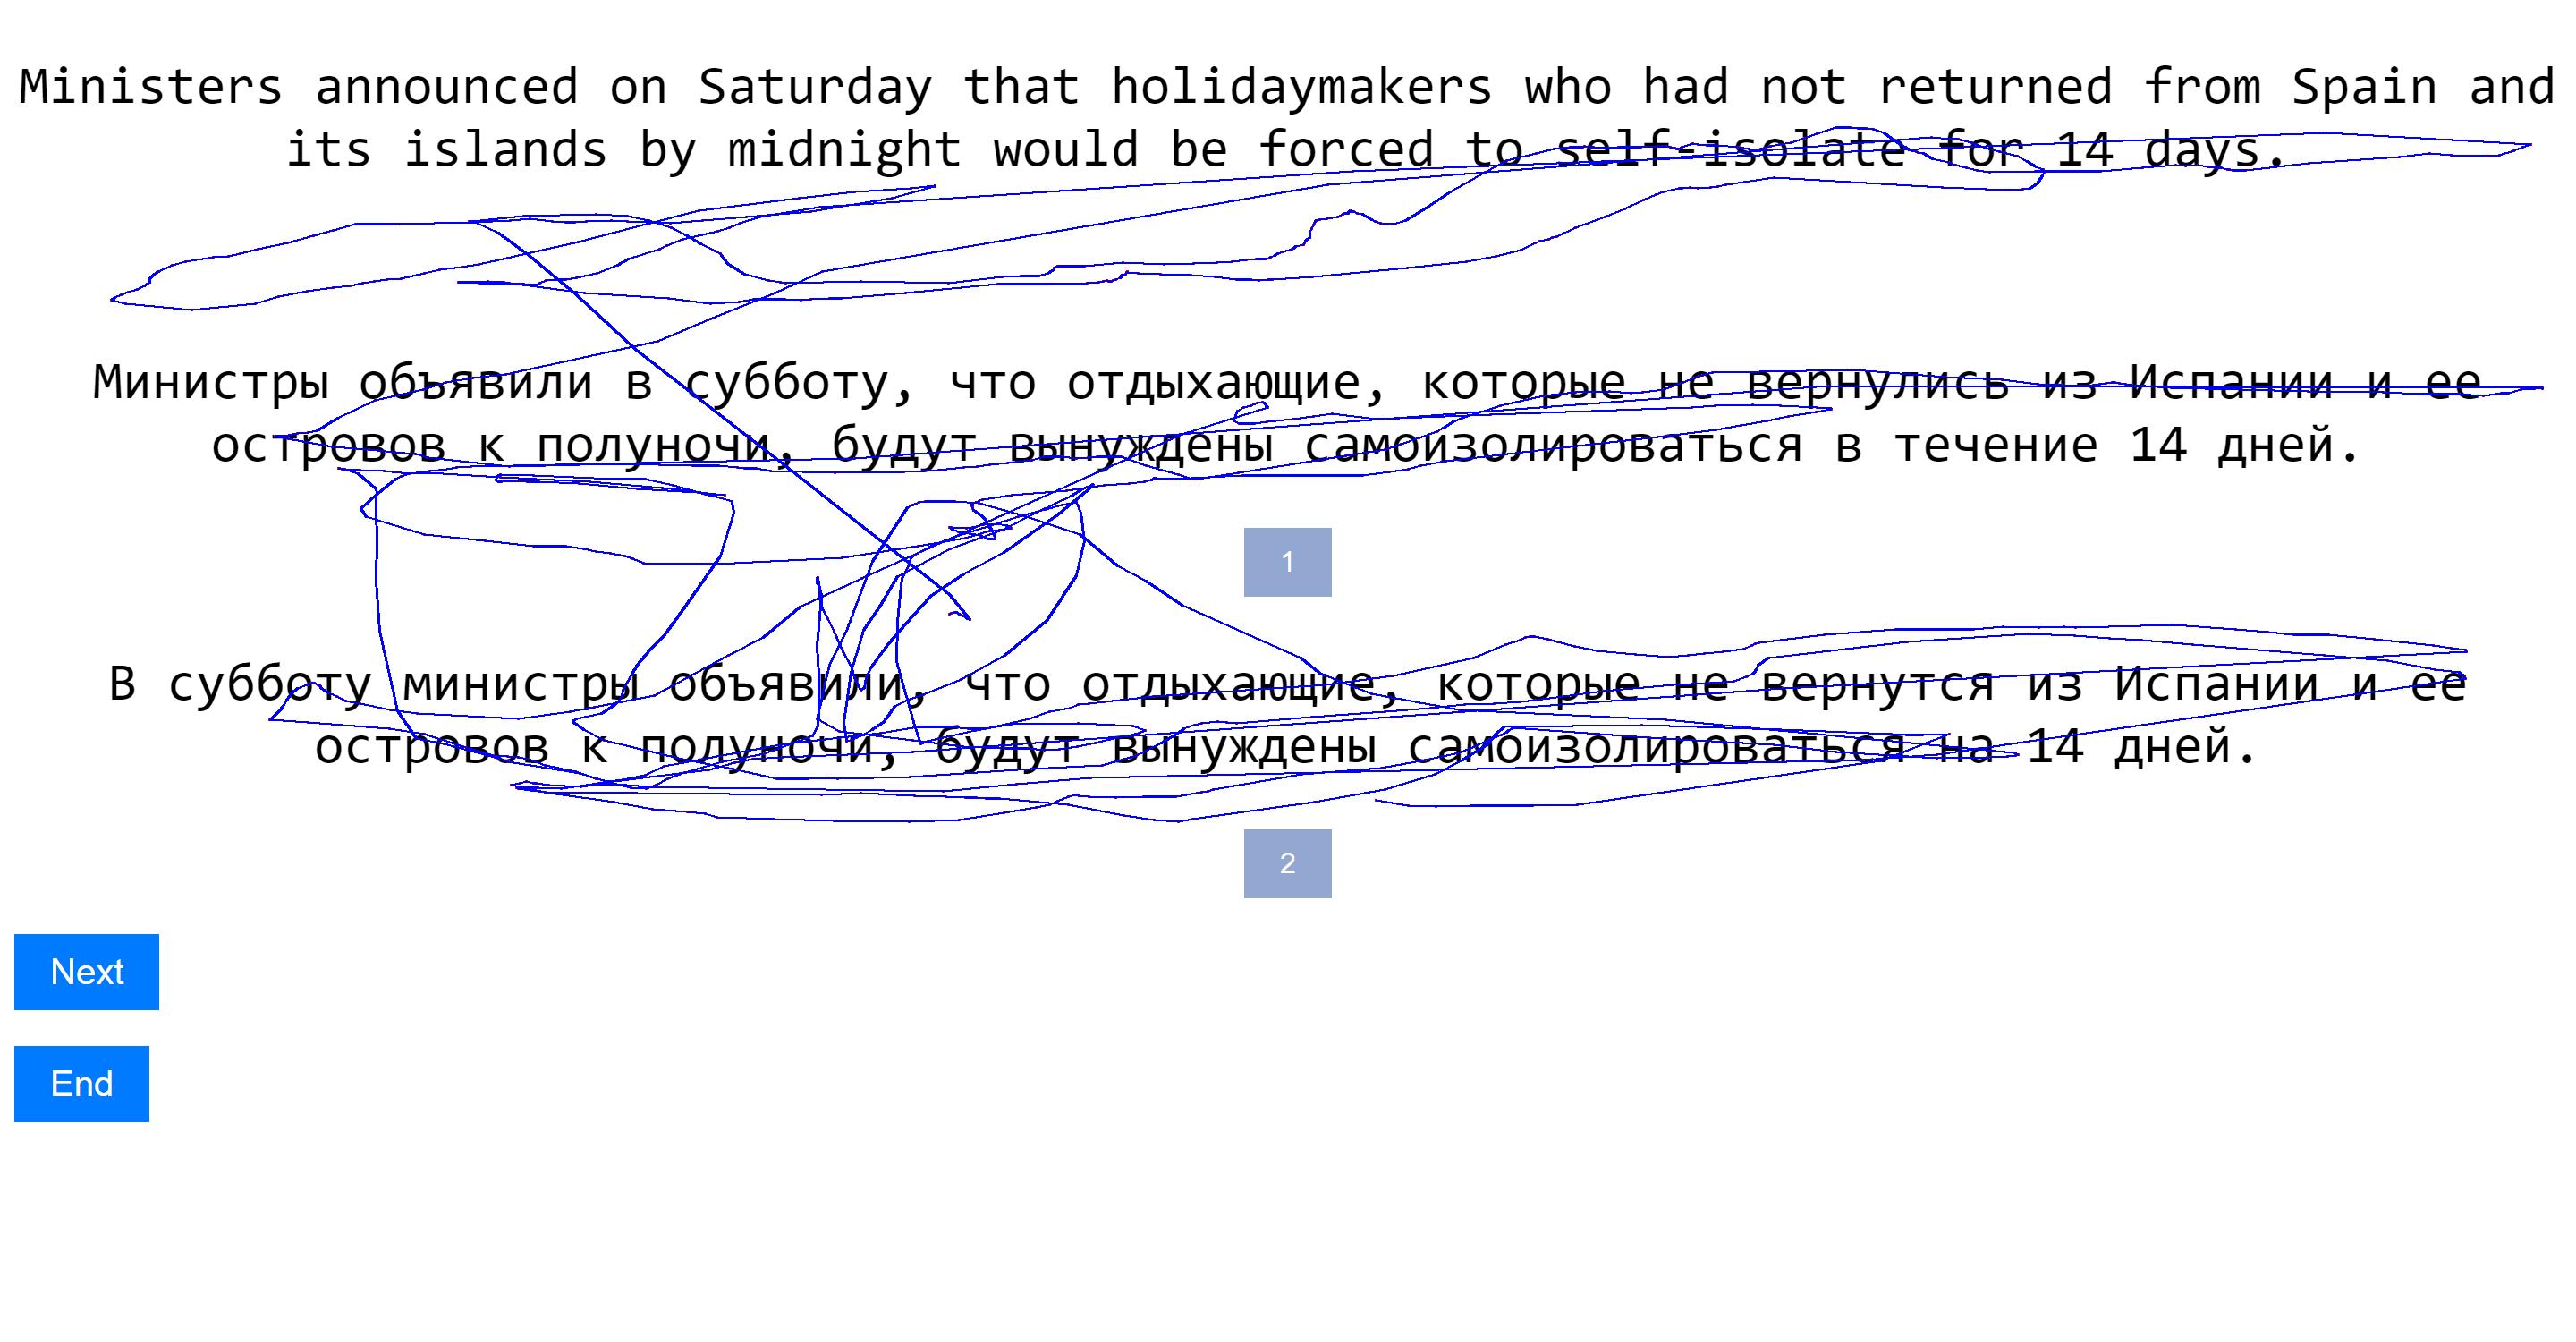 Ministers announced on Saturday that holidaymakers who had not returned from Spain and
its islands by midnight would be forced to self-isolate for 14 days.
Министры объявили в субботу, что отдыхающие, которые не вернулись из Испании и ее
островов к полуночи, будут вынуждены самоизолироваться в течение 14 дней.
1
В субботу министры объявили, что отдыхающие, которые не вернутся из Испании и ее
островов к полуночи, будут вынуждены самоизолироваться на 14 дней.
2
Next
End